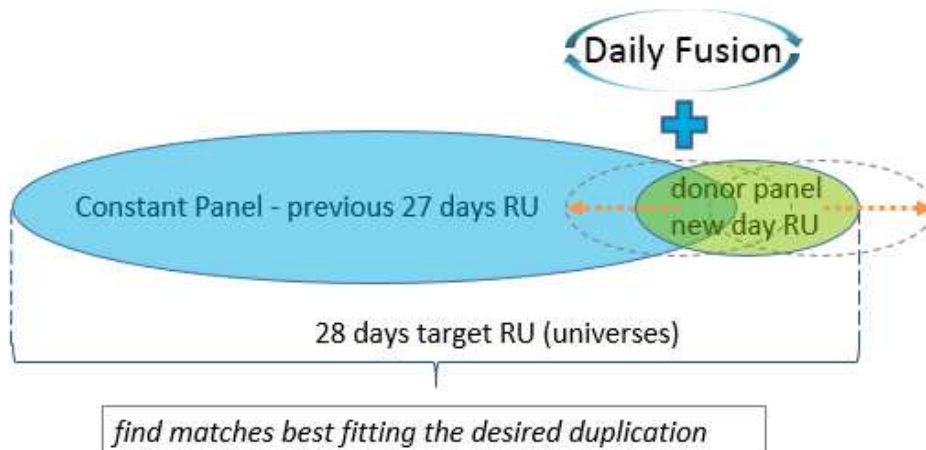 Daily Fusion
Constant Panel - previous 27 days RU
donor panel
new day RU
28 days target RU (universes)
find matches best fitting the desired duplication